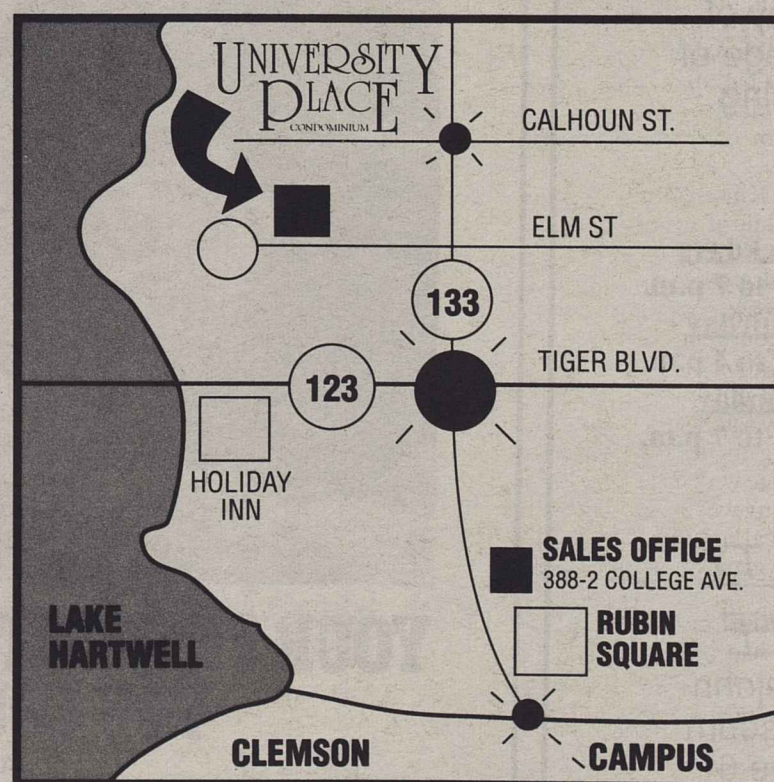 UNIVERSITY
PLACE
CONDOMINIUM
CALHOUN ST.
ELM ST
133
TIGER BLVD.
123
HOLIDAY
INN
SALES OFFICE
388-2 COLLEGE AVE.
LAKE
HARTWELL
RUBIN
SQUARE
CLEMSON CAMPUS